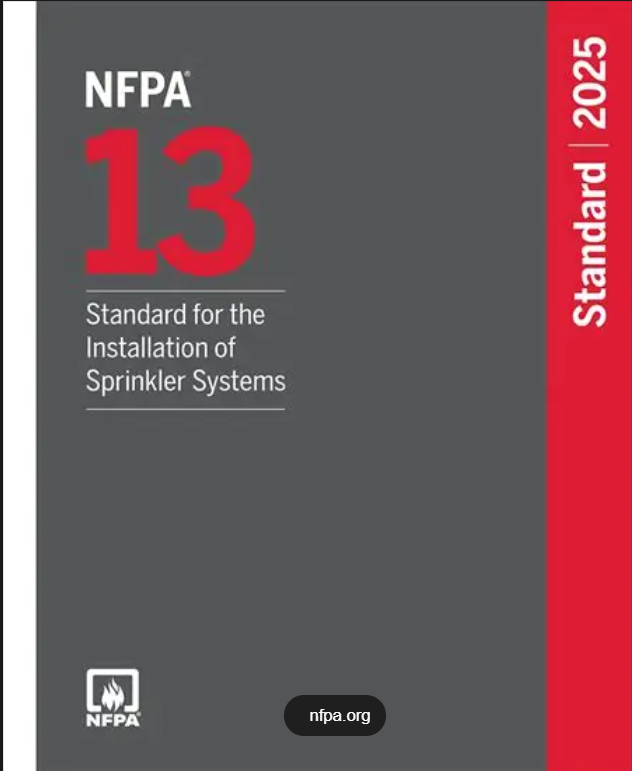 NFPA®
13
Standard for the
Installation of
Sprinkler Systems
Standard | 2025
NFPA®
nfpa.org